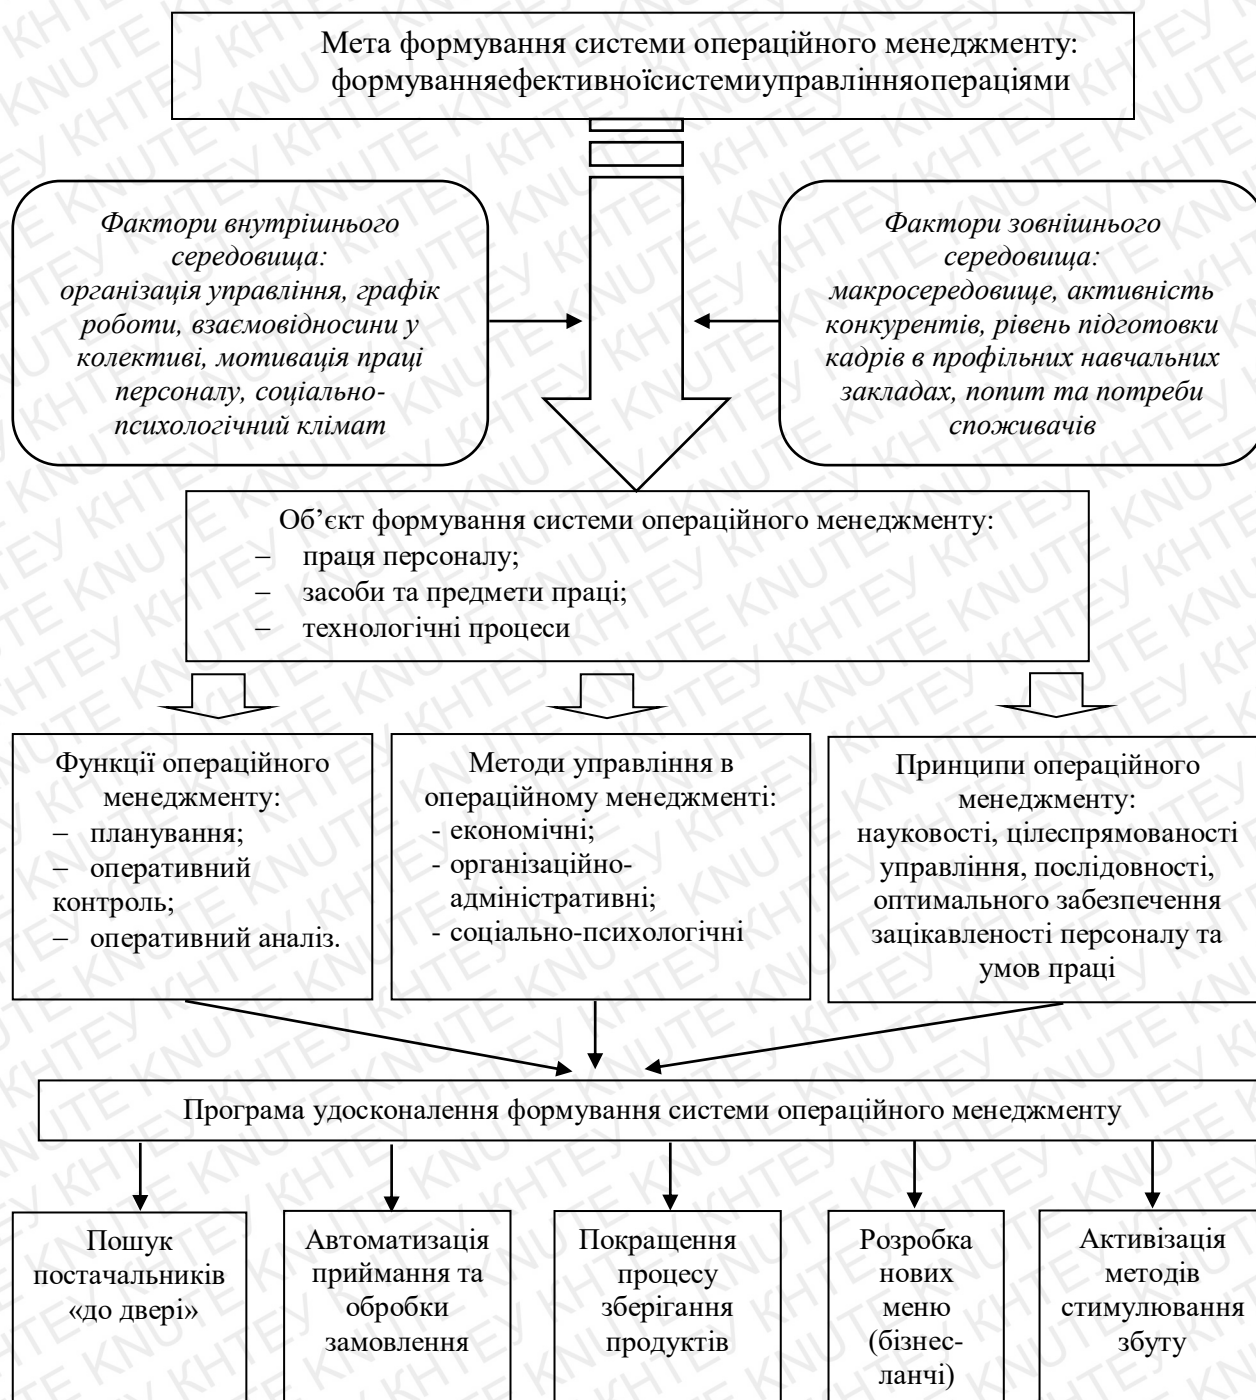 Мета формування системи операційного менеджменту:
формуванняефективноїсистемиуправлінняопераціями
Фактори внутрішнього
середовища:
організація управління, графік
роботи, взаємовідносини у
колективі, мотивація праці
персоналу, соціально-
психологічний клімат
Фактори зовнішнього
середовища:
макросередовище, активність
конкурентів, рівень підготовки
кадрів в профільних навчальних
закладах, попит та потреби
споживачів
Об’єкт формування системи операційного менеджменту:
– праця персоналу;
– засоби та предмети праці;
– технологічні процеси
Функції операційного
менеджменту:
– планування;
– оперативний
контроль;
– оперативний аналіз.
Методи управління в
операційному менеджменті:
- економічні;
- організаційно-
адміністративні;
- соціально-психологічні
Принципи операційного
менеджменту:
науковості, цілеспрямованості
управління, послідовності,
оптимального забезпечення
зацікавленості персоналу та
умов праці
Програма удосконалення формування системи операційного менеджменту
Пошук
постачальників
«до двері»
Автоматизація
приймання та
обробки
замовлення
Покращення
процесу
зберігання
продуктів
Розробка
нових
меню
(бізнес-
ланчі)
Активізація
методів
стимулювання
збуту